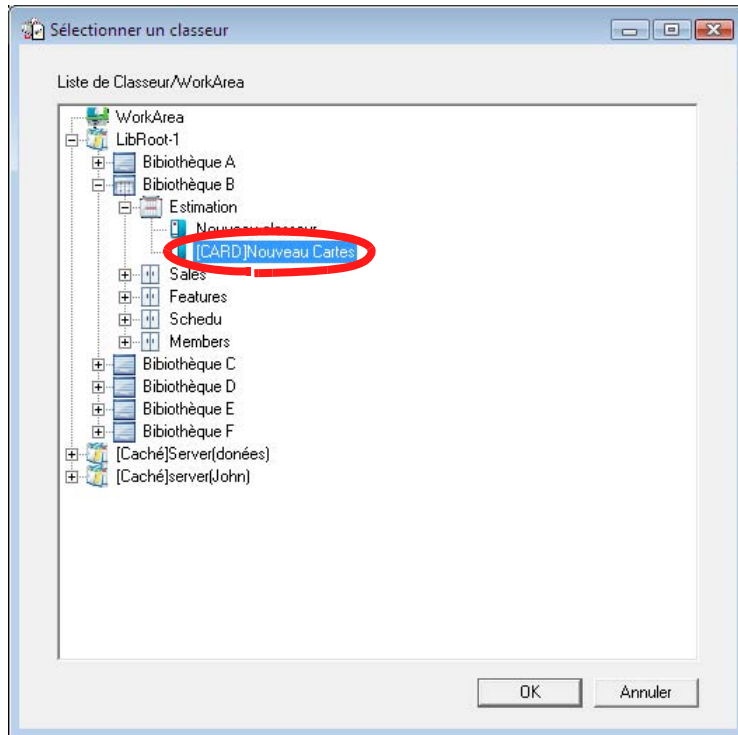 Sélectionner un classeur
Liste de Classeur/WorkArea
WorkArea
LibRoot-1
Bibiothèque A
Bibiothèque B
Estimation
Nouveau classeur
[CARD]Nouveau Cartes
Sales
Features
Schedu
Members
Bibiothèque C
Bibiothèque D
Bibiothèque E
Bibiothèque F
[Caché]Server(donées)
[Caché]server(John)
OK Annuler